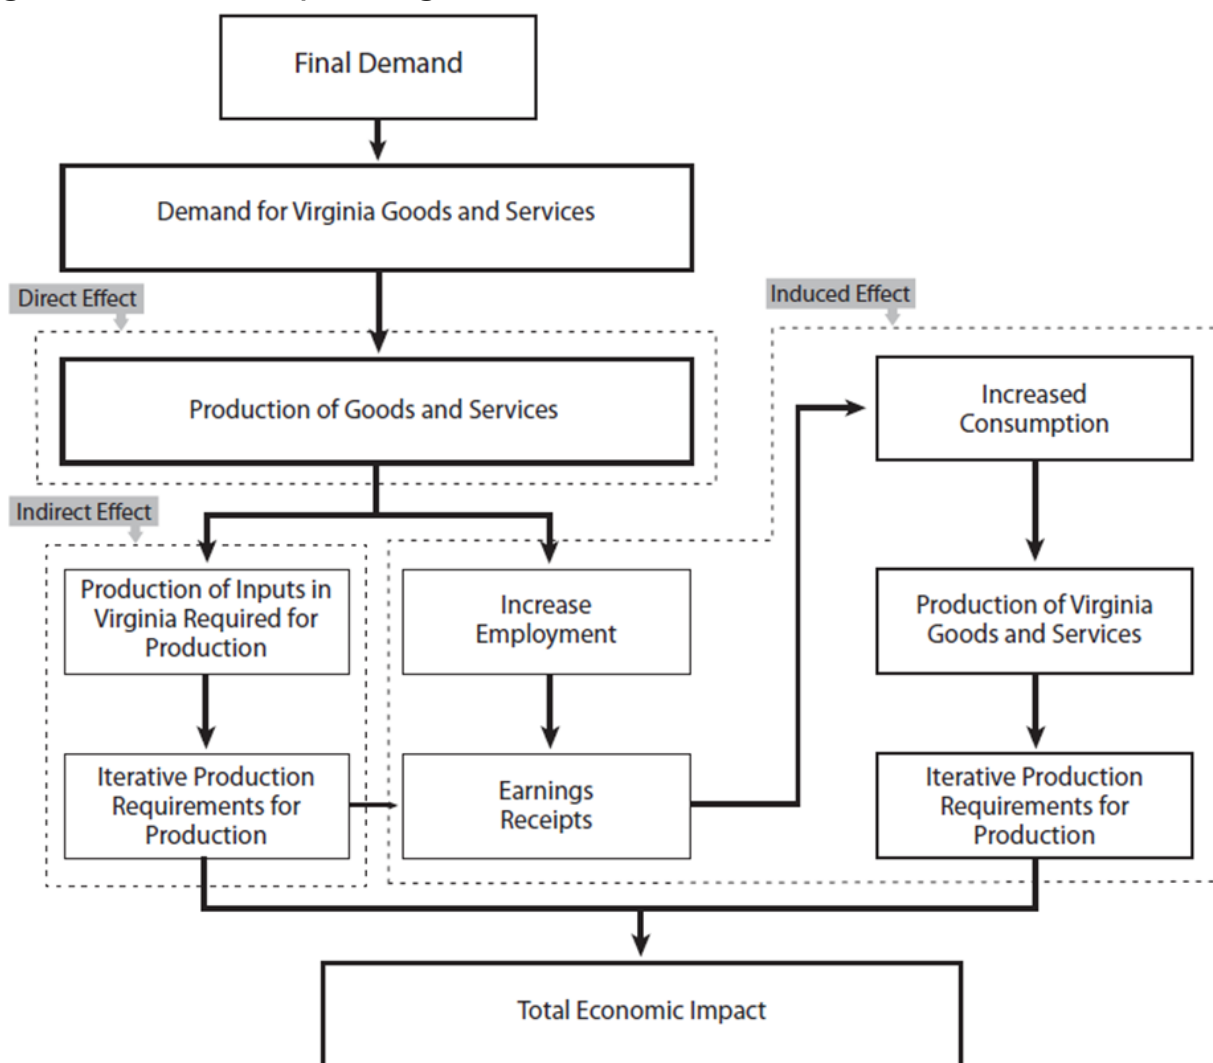 Final Demand
Demand for Virginia Goods and Services
Direct Effect
Induced Effect
Production of Goods and Services
Increased
Consumption
Indirect Effect
Production of Inputs in
Virginia Required for
Production
Increase
Employment
Production of Virginia
Goods and Services
Iterative Production
Requirements for
Production
Earnings
Receipts
Iterative Production
Requirements for
Production
Total Economic Impact